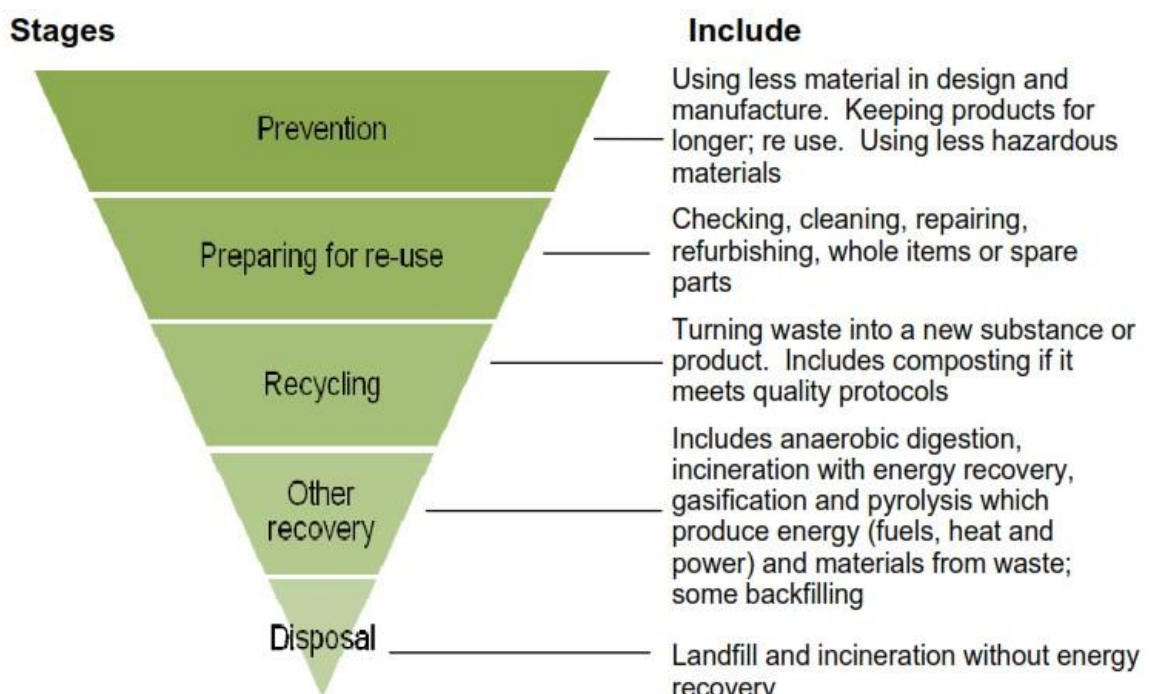 Stages
Include
Prevention
Using less material in design and
manufacture.  Keeping products for
longer; re use.  Using less hazardous
materials
Preparing for re-use
Checking, cleaning, repairing,
refurbishing, whole items or spare
parts
Recycling
Turning waste into a new substance or
product.  Includes composting if it
meets quality protocols
Other
recovery
Includes anaerobic digestion,
incineration with energy recovery,
gasification and pyrolysis which
produce energy (fuels, heat and
power) and materials from waste;
some backfilling
Disposal
Landfill and incineration without energy
recovery